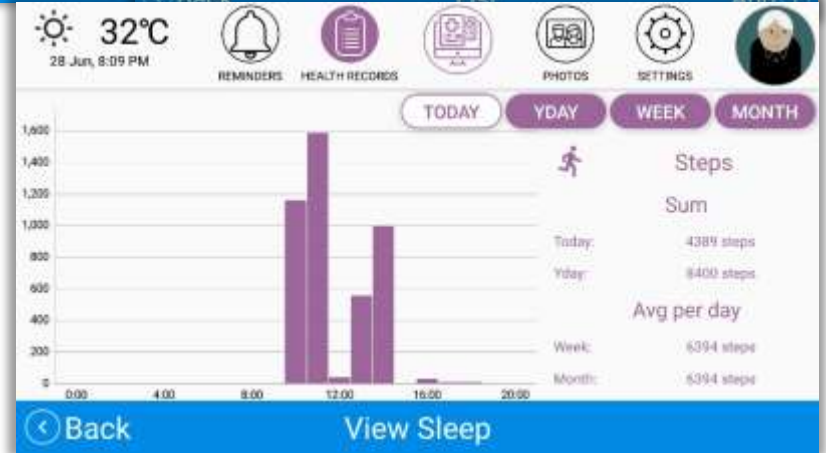 32°C
28 Jun, 8:09 PM
REMINDERS
HEALTH RECORDS
PHOTOS
SETTINGS
TODAY
YDAY
WEEK
MONTH
1,600
1,400
1,200
1,000
800
600
400
200
0
0:00 4:00 8:00 12:00 16:00 20:00
Steps
Sum
Today: 4389 steps
Yday: 8400 steps
Avg per day
Week: 6394 steps
Month: 6394 steps
Back
View Sleep